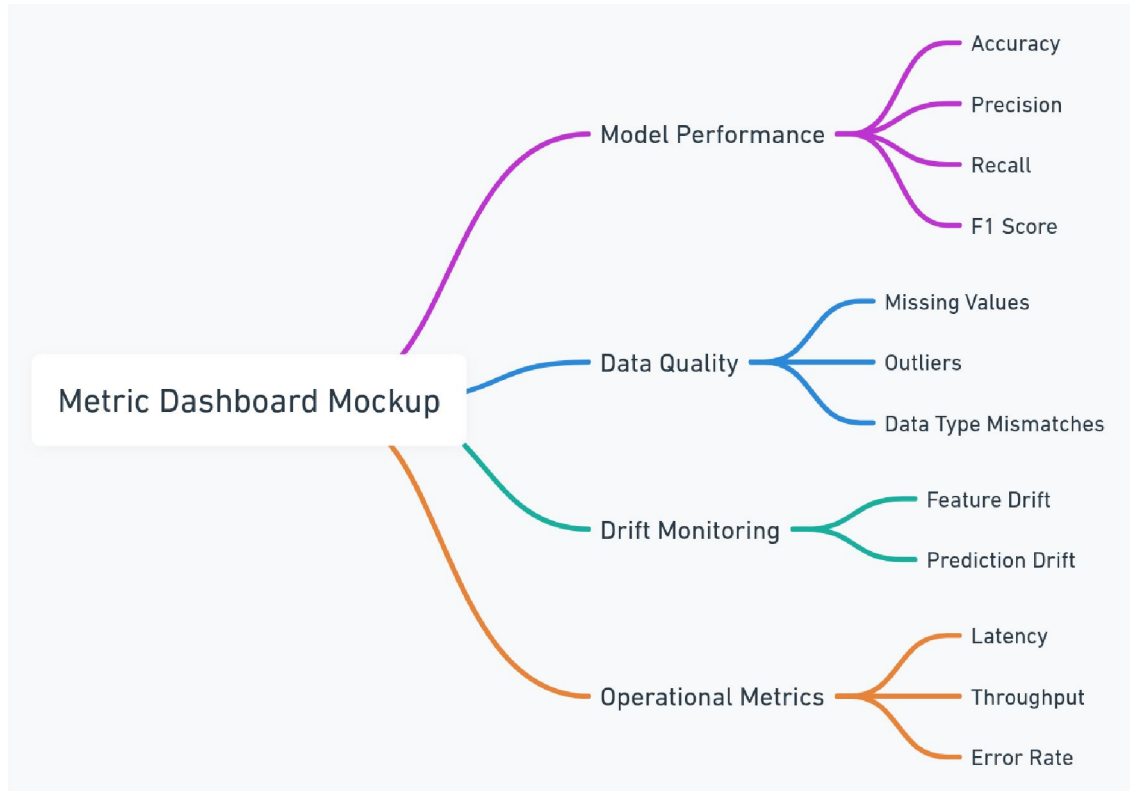 Metric Dashboard Mockup
Model Performance
Accuracy
Precision
Recall
F1 Score
Data Quality
Missing Values
Outliers
Data Type Mismatches
Drift Monitoring
Feature Drift
Prediction Drift
Operational Metrics
Latency
Throughput
Error Rate